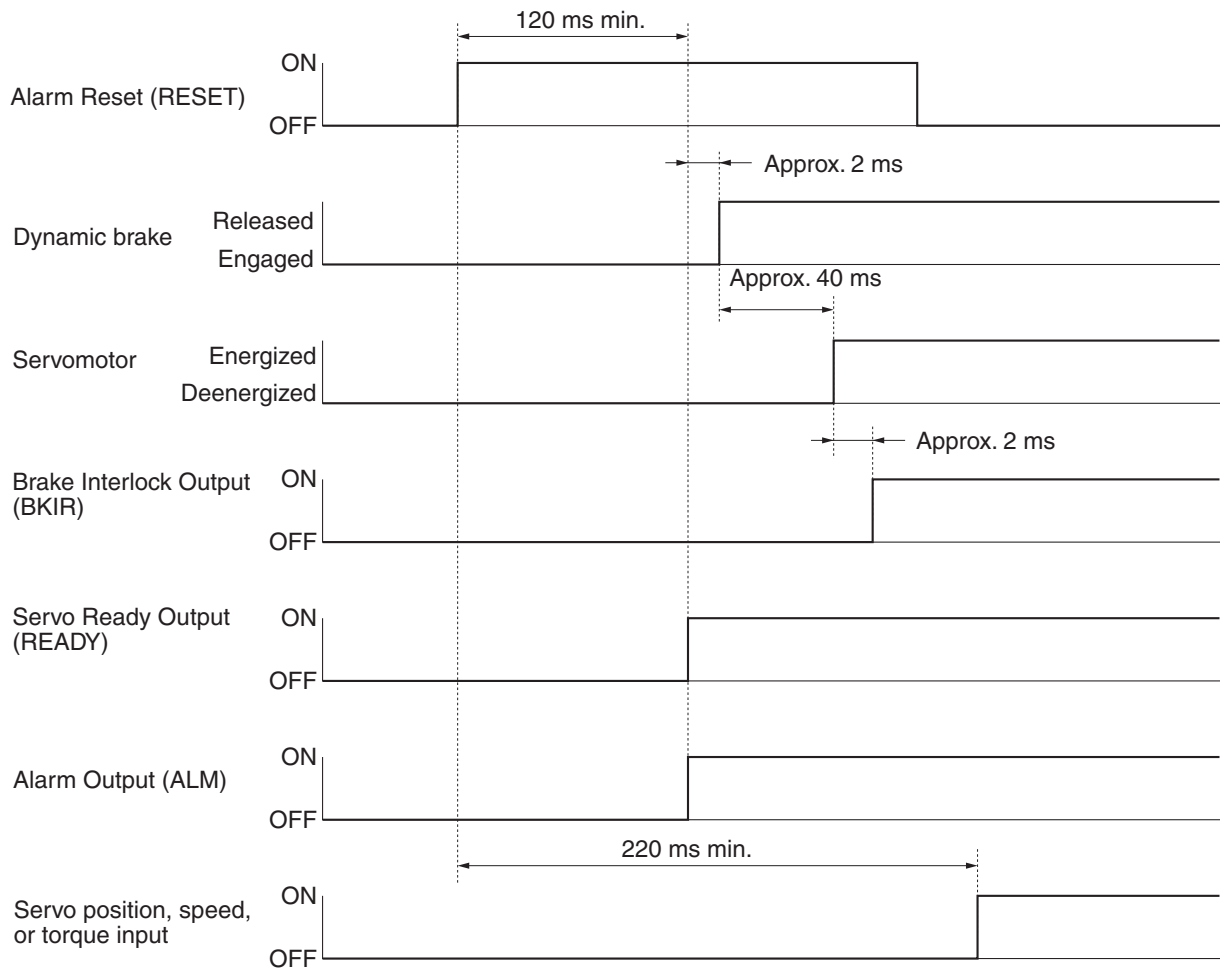 120 ms min.
ON
Alarm Reset (RESET)
OFF
Approx. 2 ms
Released
Dynamic brake
Engaged
Approx. 40 ms
Energized
Servomotor
Deenergized
Approx. 2 ms
Brake Interlock Output
(BKIR)
ON
OFF
Servo Ready Output
(READY)
ON
OFF
ON
Alarm Output (ALM)
OFF
220 ms min.
ON
Servo position, speed,
or torque input
OFF